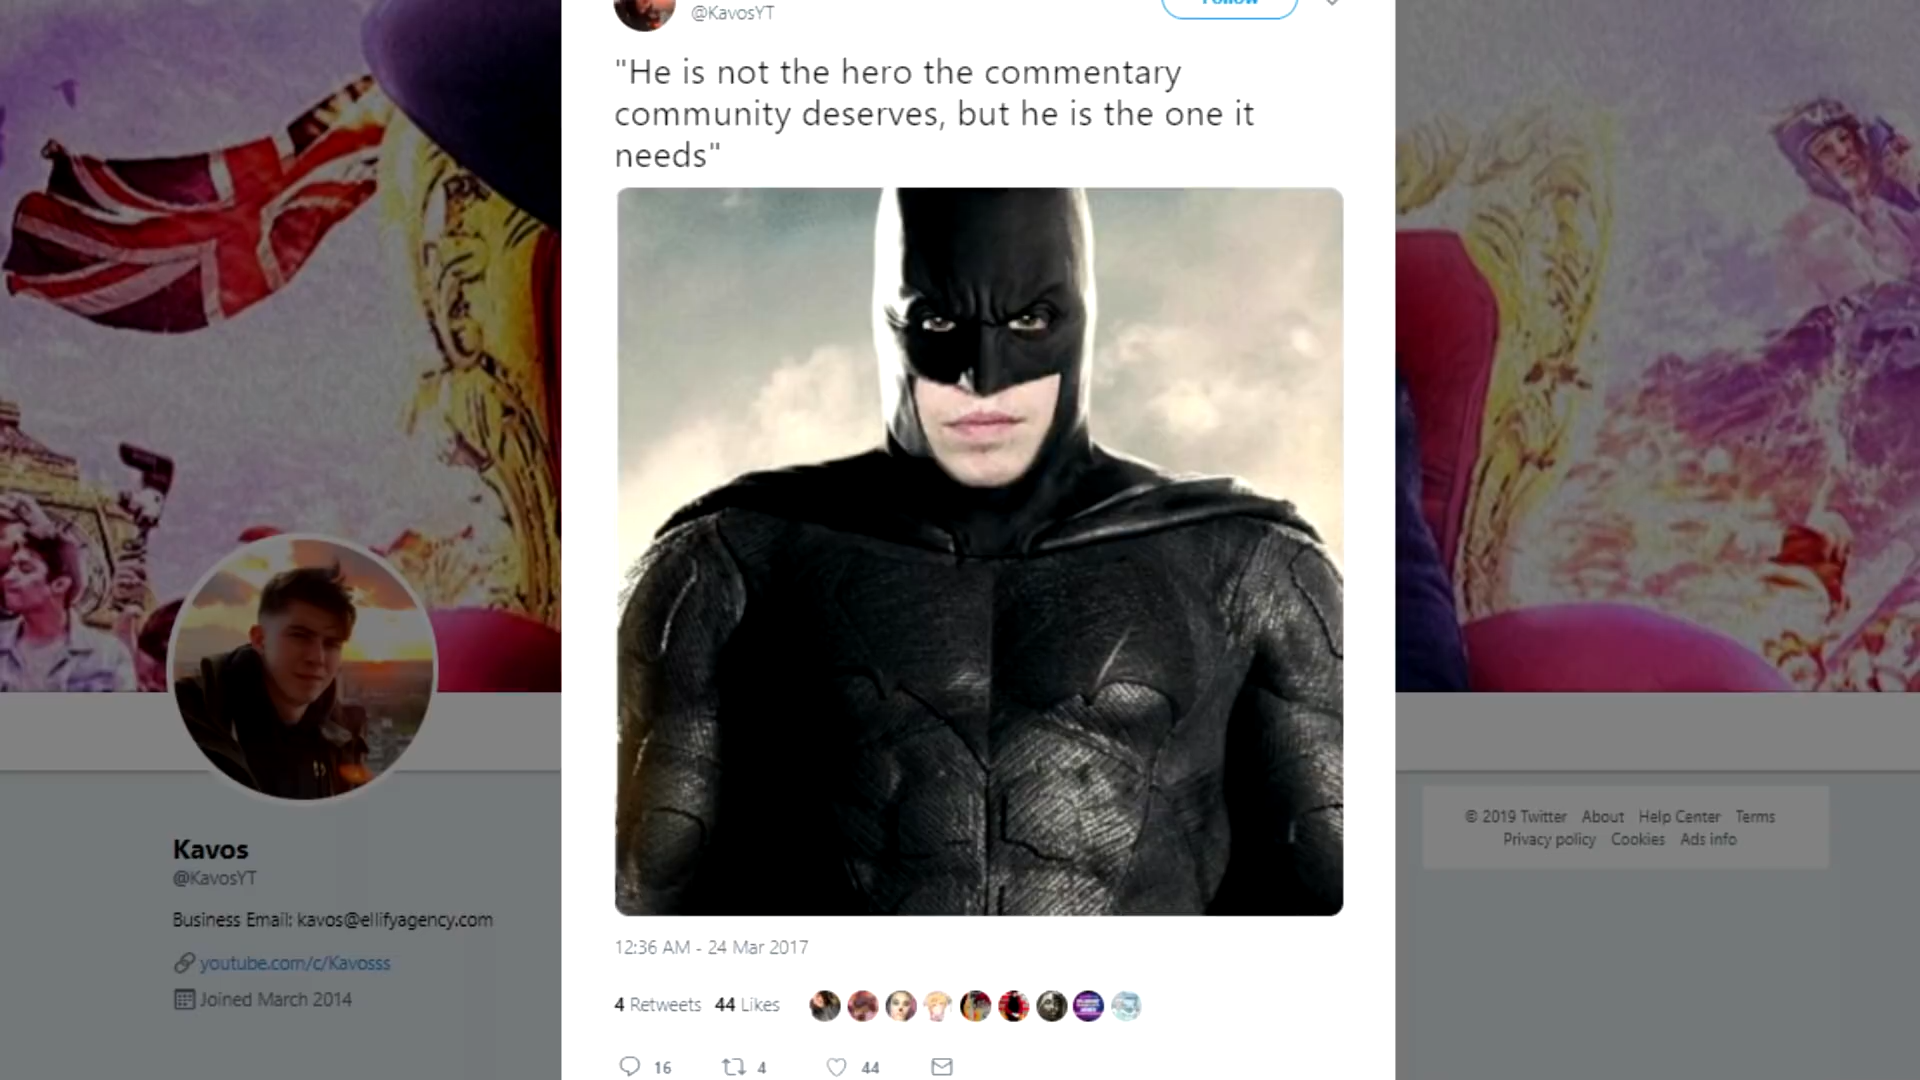 @KavosYT
Follow
"He is not the hero the commentary
community deserves, but he is the one it
needs"
12:36 AM - 24 Mar 2017
4 Retweets 44 Likes
16 4 44
Kavos
@KavosYT
Business Email: kavos@ellifyagency.com
youtube.com/c/Kavosss
Joined March 2014
© 2019 Twitter About Help Center Terms
Privacy policy Cookies Ads info